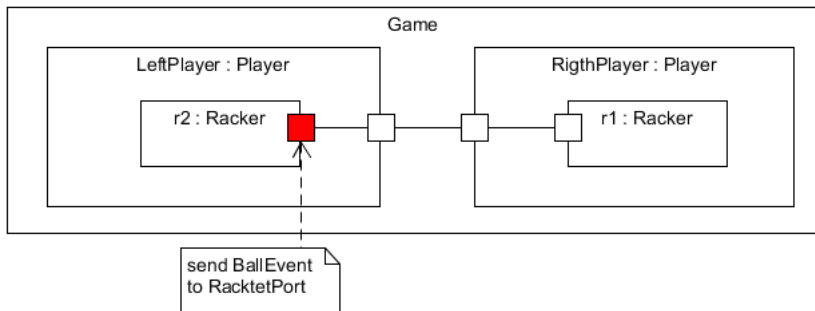 Game
LeftPlayer : Player
RigthPlayer : Player
r2 : Racker
r1 : Racker
send BallEvent
to RacktetPort